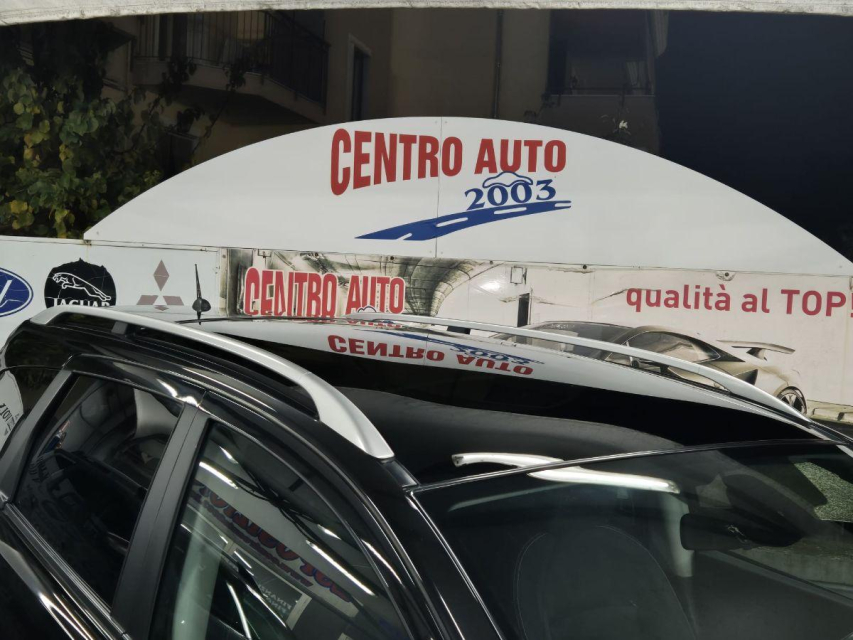 CENTRO AUTO
2003
JAGUAR
CENTRO AUTO
qualità al TOP!
CENTRO AUTO